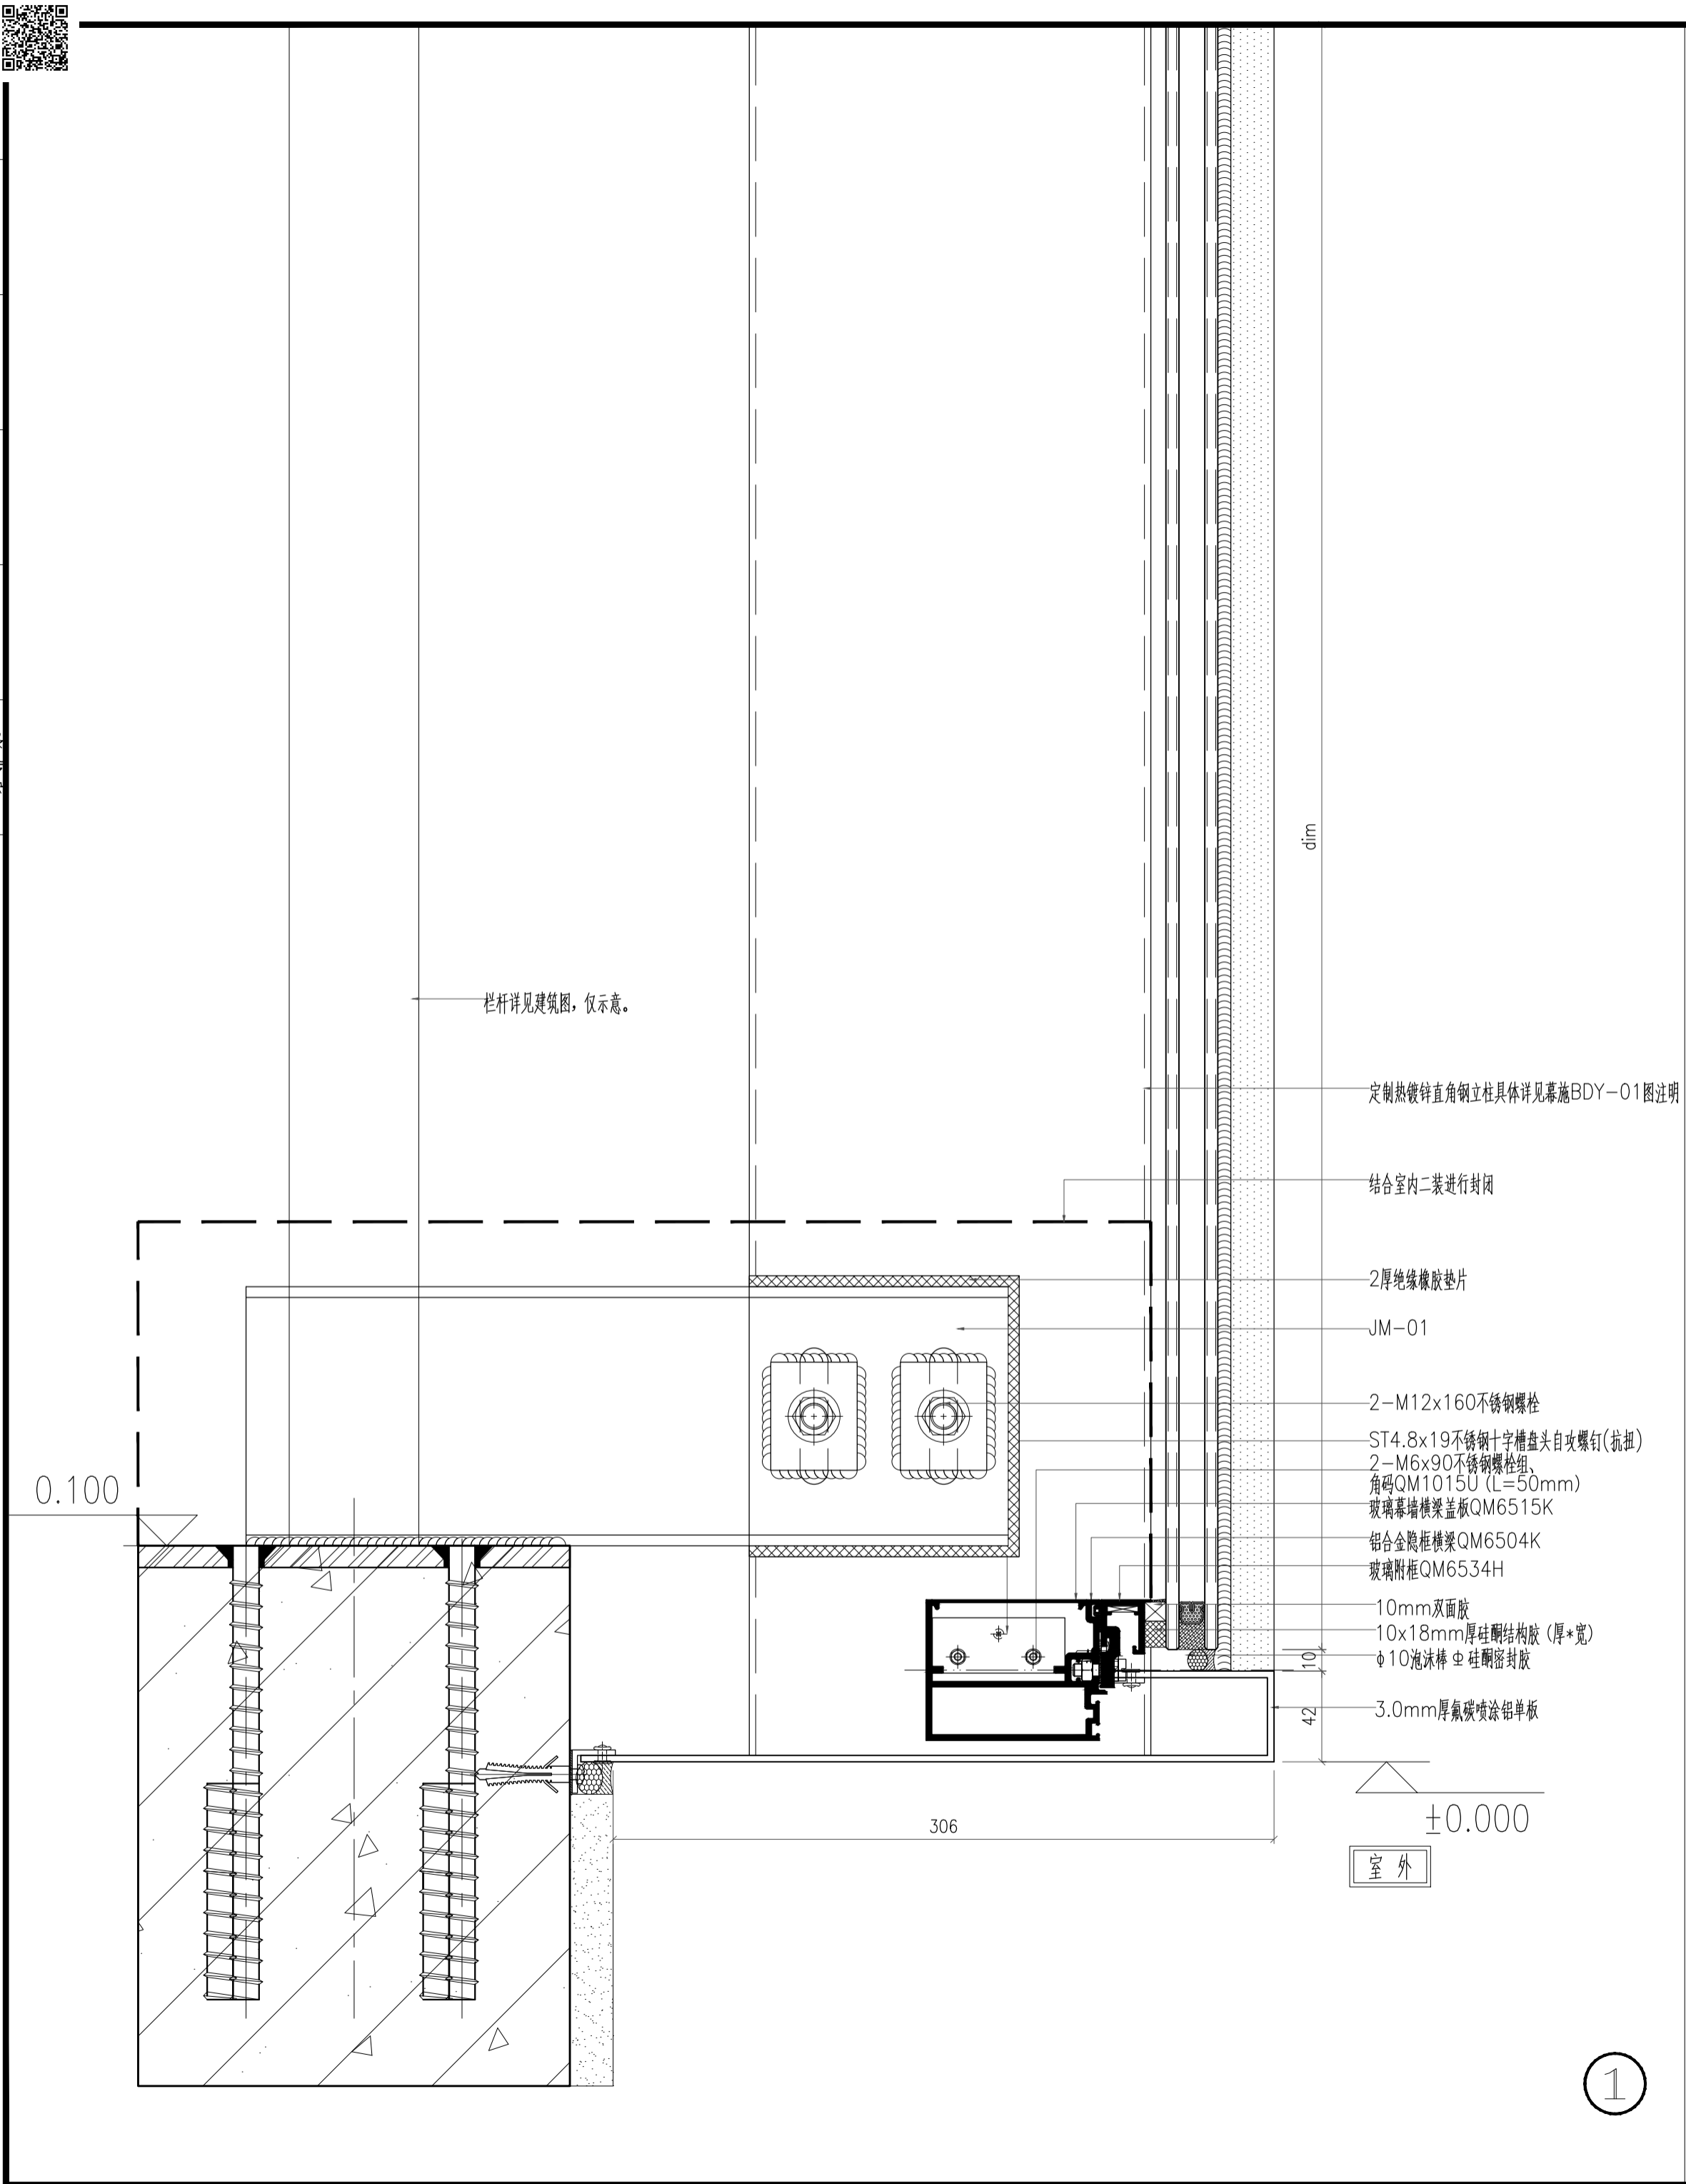 dim
栏杆详见建筑图，仅示意。
定制热镀锌直角钢立柱具体详见幕施BDY-01图注明
结合室内二装进行封闭
2厚绝缘橡胶垫片
JM-01
2-M12x160不锈钢螺栓
ST4.8x19不锈钢十字槽盘头自攻螺钉(抗扭)
2-M6x90不锈钢螺栓组、
角码QM1015U (L=50mm)
0.100
玻璃幕墙横梁盖板QM6515K
铝合金隐框横梁QM6504K
玻璃附框QM6534H
10mm双面胶
10x18mm厚硅酮结构胶 (厚*宽)
10
φ10泡沫棒 硅酮密封胶
42
3.0mm厚氟碳喷涂铝单板
±0.000
306
室 外
1